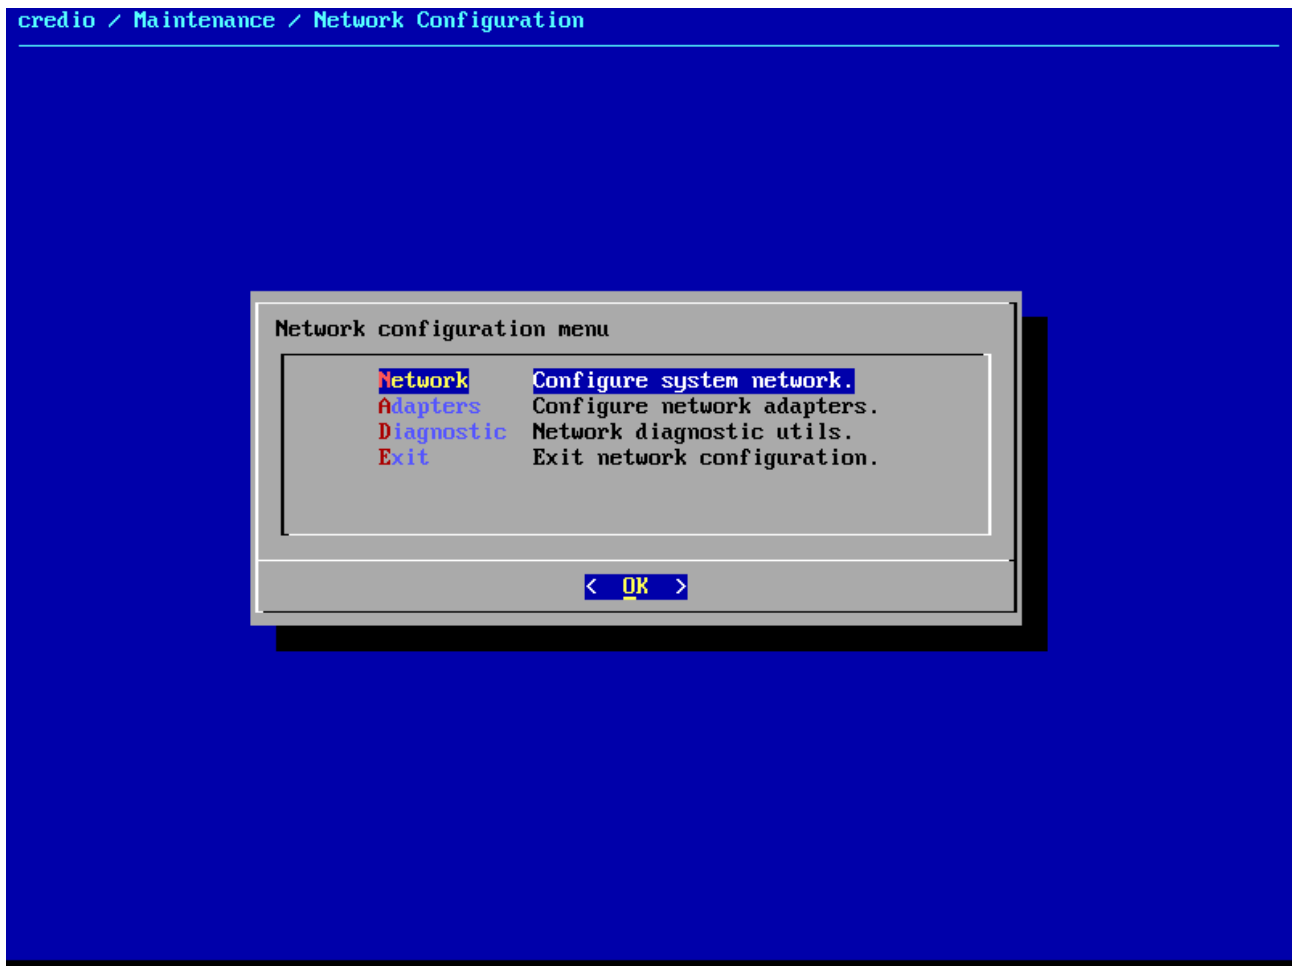 credio / Maintenance / Network Configuration
Network configuration menu
Network Configure system network.
Adapters Configure network adapters.
Diagnostic Network diagnostic utils.
Exit Exit network configuration.
< OK >